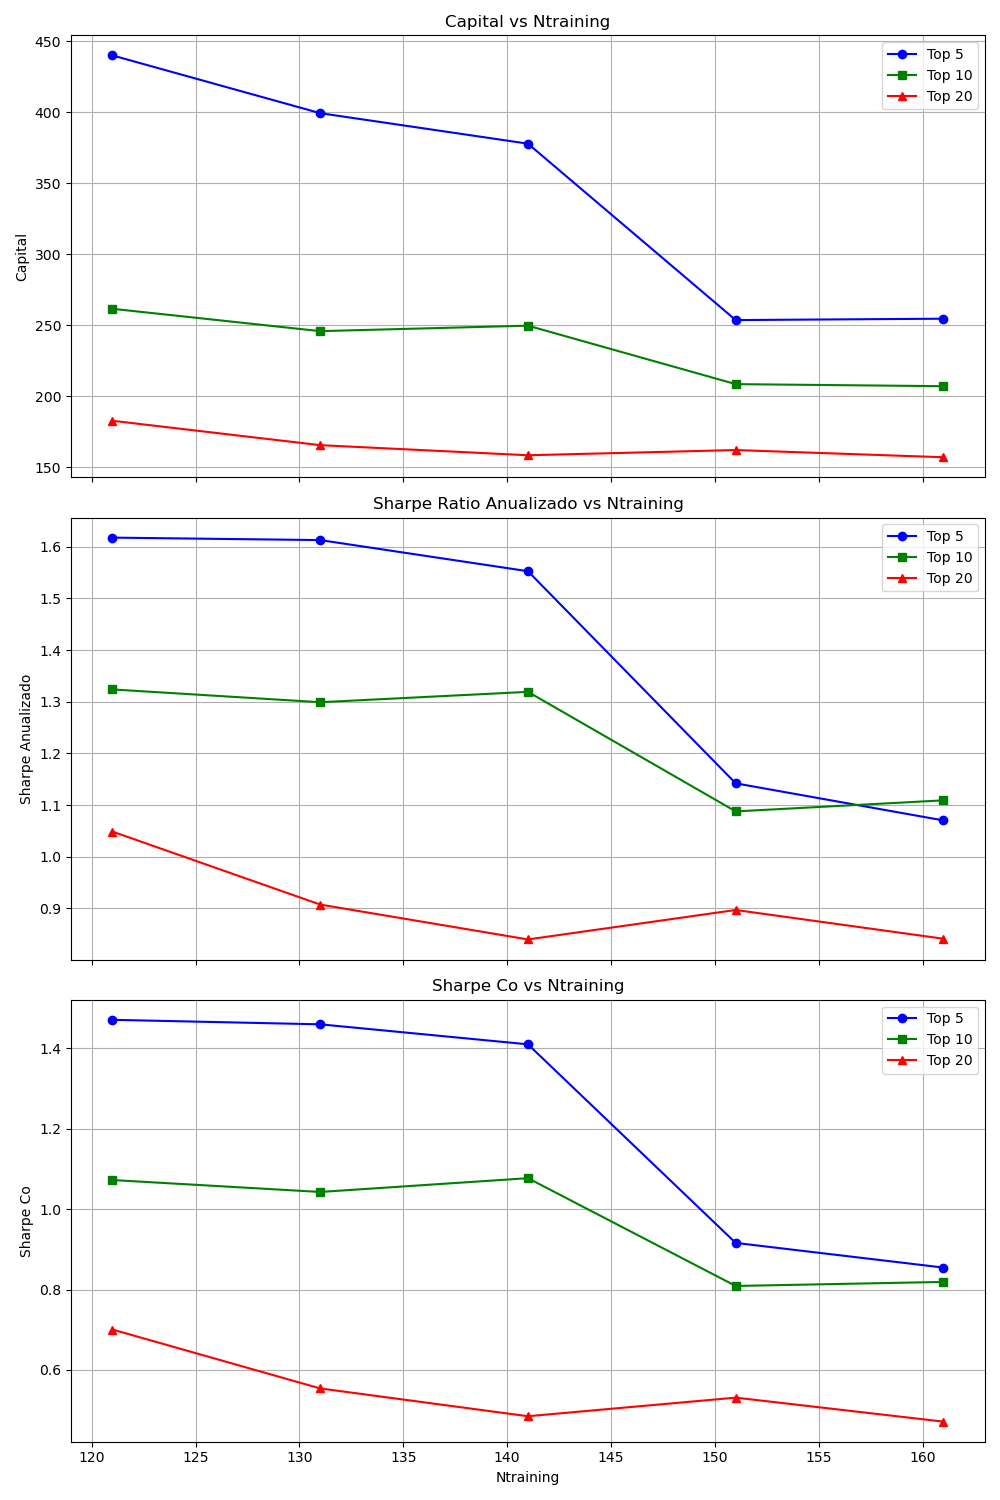 Capital vs Ntraining
450
400
350
300
250
200
150
Capital
Top 5
Top 10
Top 20
Sharpe Ratio Anualizado vs Ntraining
1.6
1.5
1.4
1.3
1.2
1.1
1.0
0.9
Sharpe Anualizado
Top 5
Top 10
Top 20
Sharpe Co vs Ntraining
1.4
1.2
1.0
0.8
0.6
Sharpe Co
Top 5
Top 10
Top 20
120 125 130 135 140 145 150 155 160
Ntraining